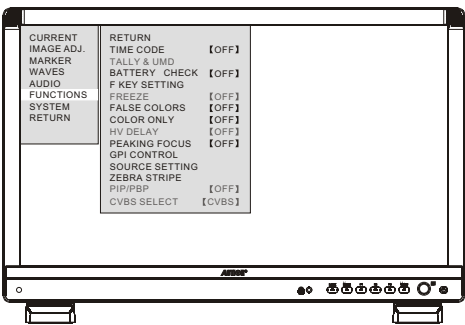 CURRENT
IMAGE ADJ.
MARKER
WAVES
AUDIO
FUNCTIONS
SYSTEM
RETURN
RETURN
TIME CODE 【OFF】
TALLY & UMD
BATTERY CHECK 【OFF】
F KEY SETTING
FREEZE 【OFF】
FALSE COLORS 【OFF】
COLOR ONLY 【OFF】
HV DELAY 【OFF】
PEAKING FOCUS 【OFF】
GPI CONTROL
SOURCE SETTING
ZEBRA STRIPE
PIP/PBP 【OFF】
CVBS SELECT 【CVBS】